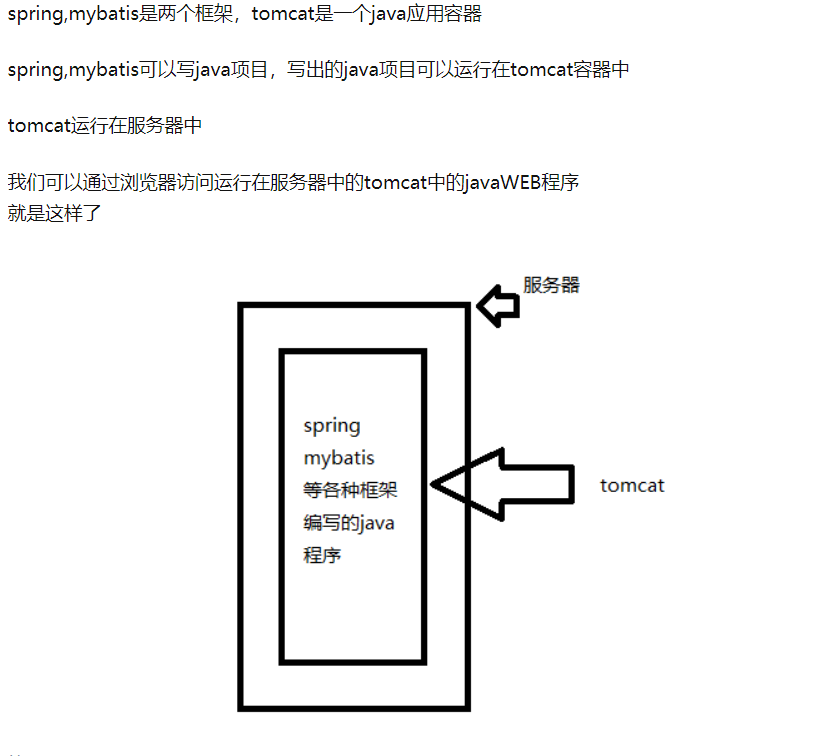 spring,mybatis是两个框架，tomcat是一个java应用容器
spring,mybatis可以写java项目，写出的java项目可以运行在tomcat容器中
tomcat运行在服务器中
我们可以通过浏览器访问运行在服务器中的tomcat中的javaWEB程序
就是这样了
服务器
spring
mybatis
等各种框架
编写的java
程序
tomcat